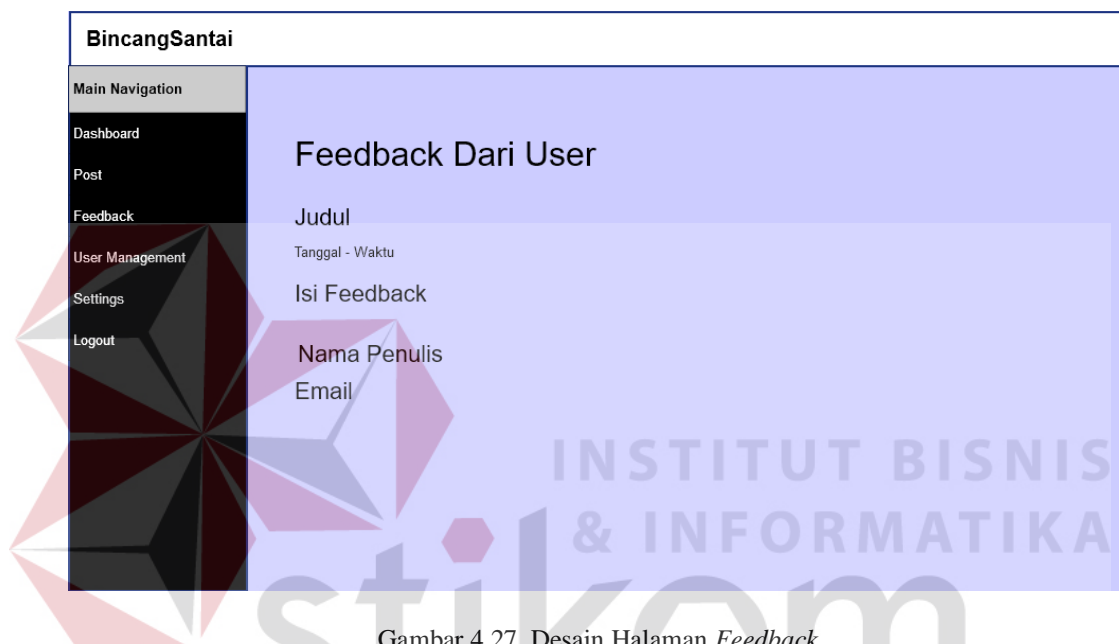 BincangSantai
Main Navigation
Dashboard
Post
Feedback
User Management
Settings
Logout
Feedback Dari User
Judul
Tanggal - Waktu
Isi Feedback
Nama Penulis
Email
INSTITUT BISNIS
& INFORMATIKA
stikom
Gambar 4.27 Desain Halaman Feedback